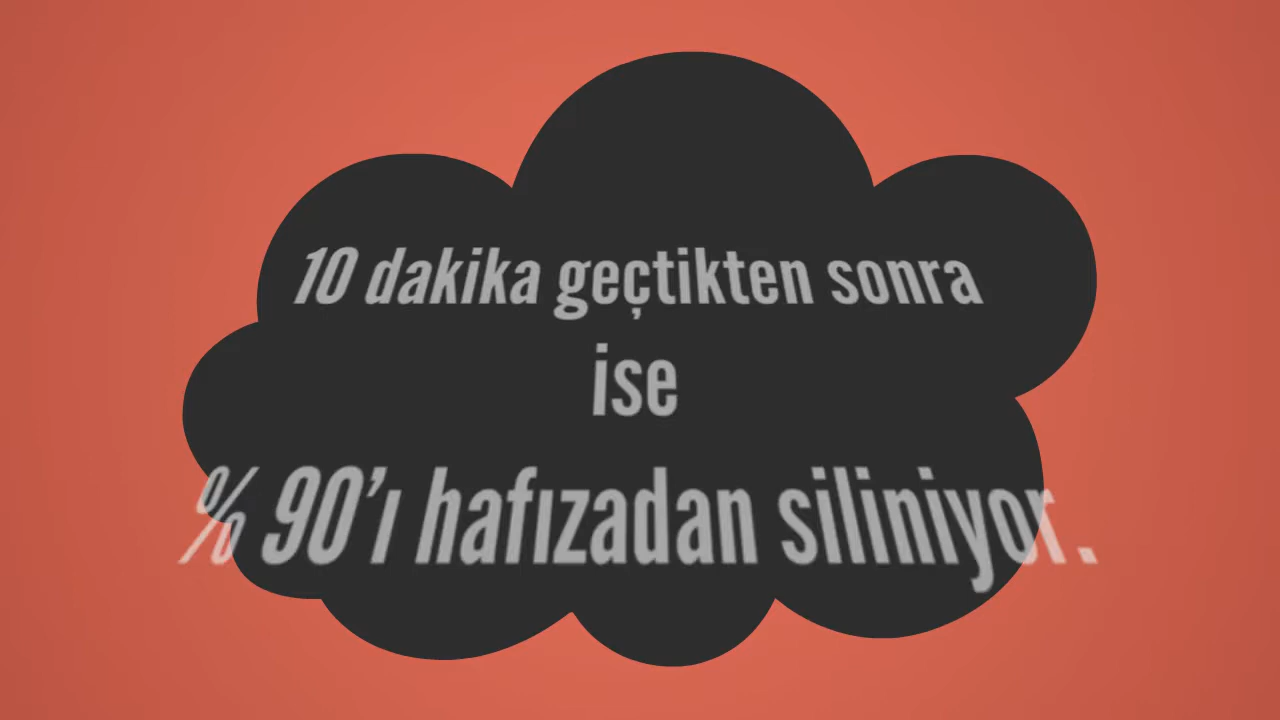 10 dakika geçtikten sonra
ise
% 90'ı hafızadan siliniyor.